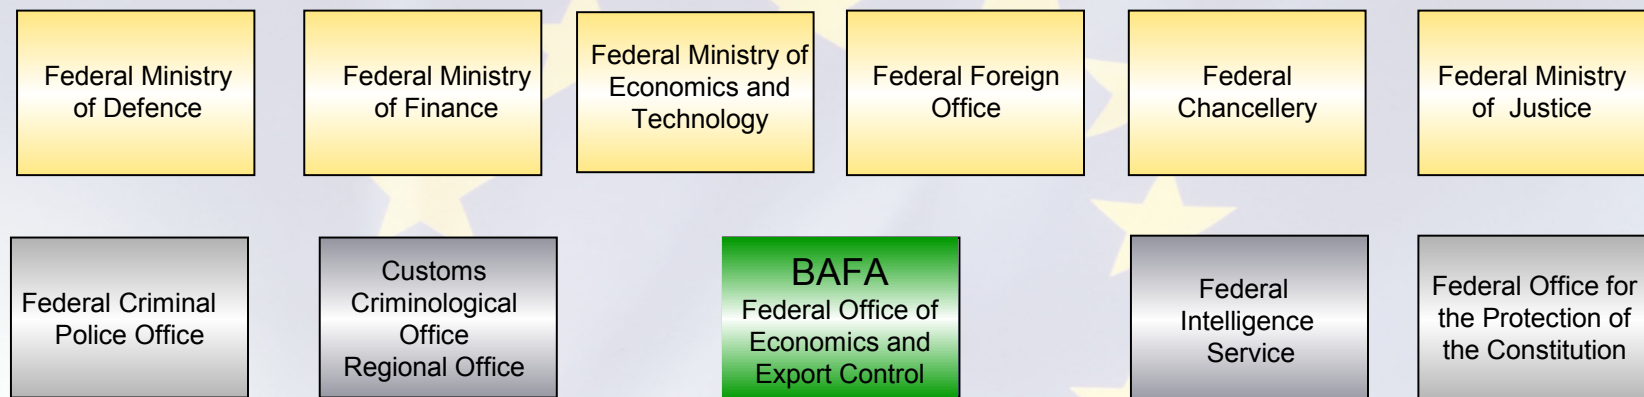 Federal Ministry
of Defence
Federal Ministry
of Finance
Federal Ministry of
Economics and
Technology
Federal Foreign
Office
Federal
Chancellery
Federal Ministry
of Justice
Federal Criminal
Police Office
Customs
Criminological
Office
Regional Office
BAFA
Federal Office of
Economics and
Export Control
Federal
Intelligence
Service
Federal Office for
the Protection of
the Constitution